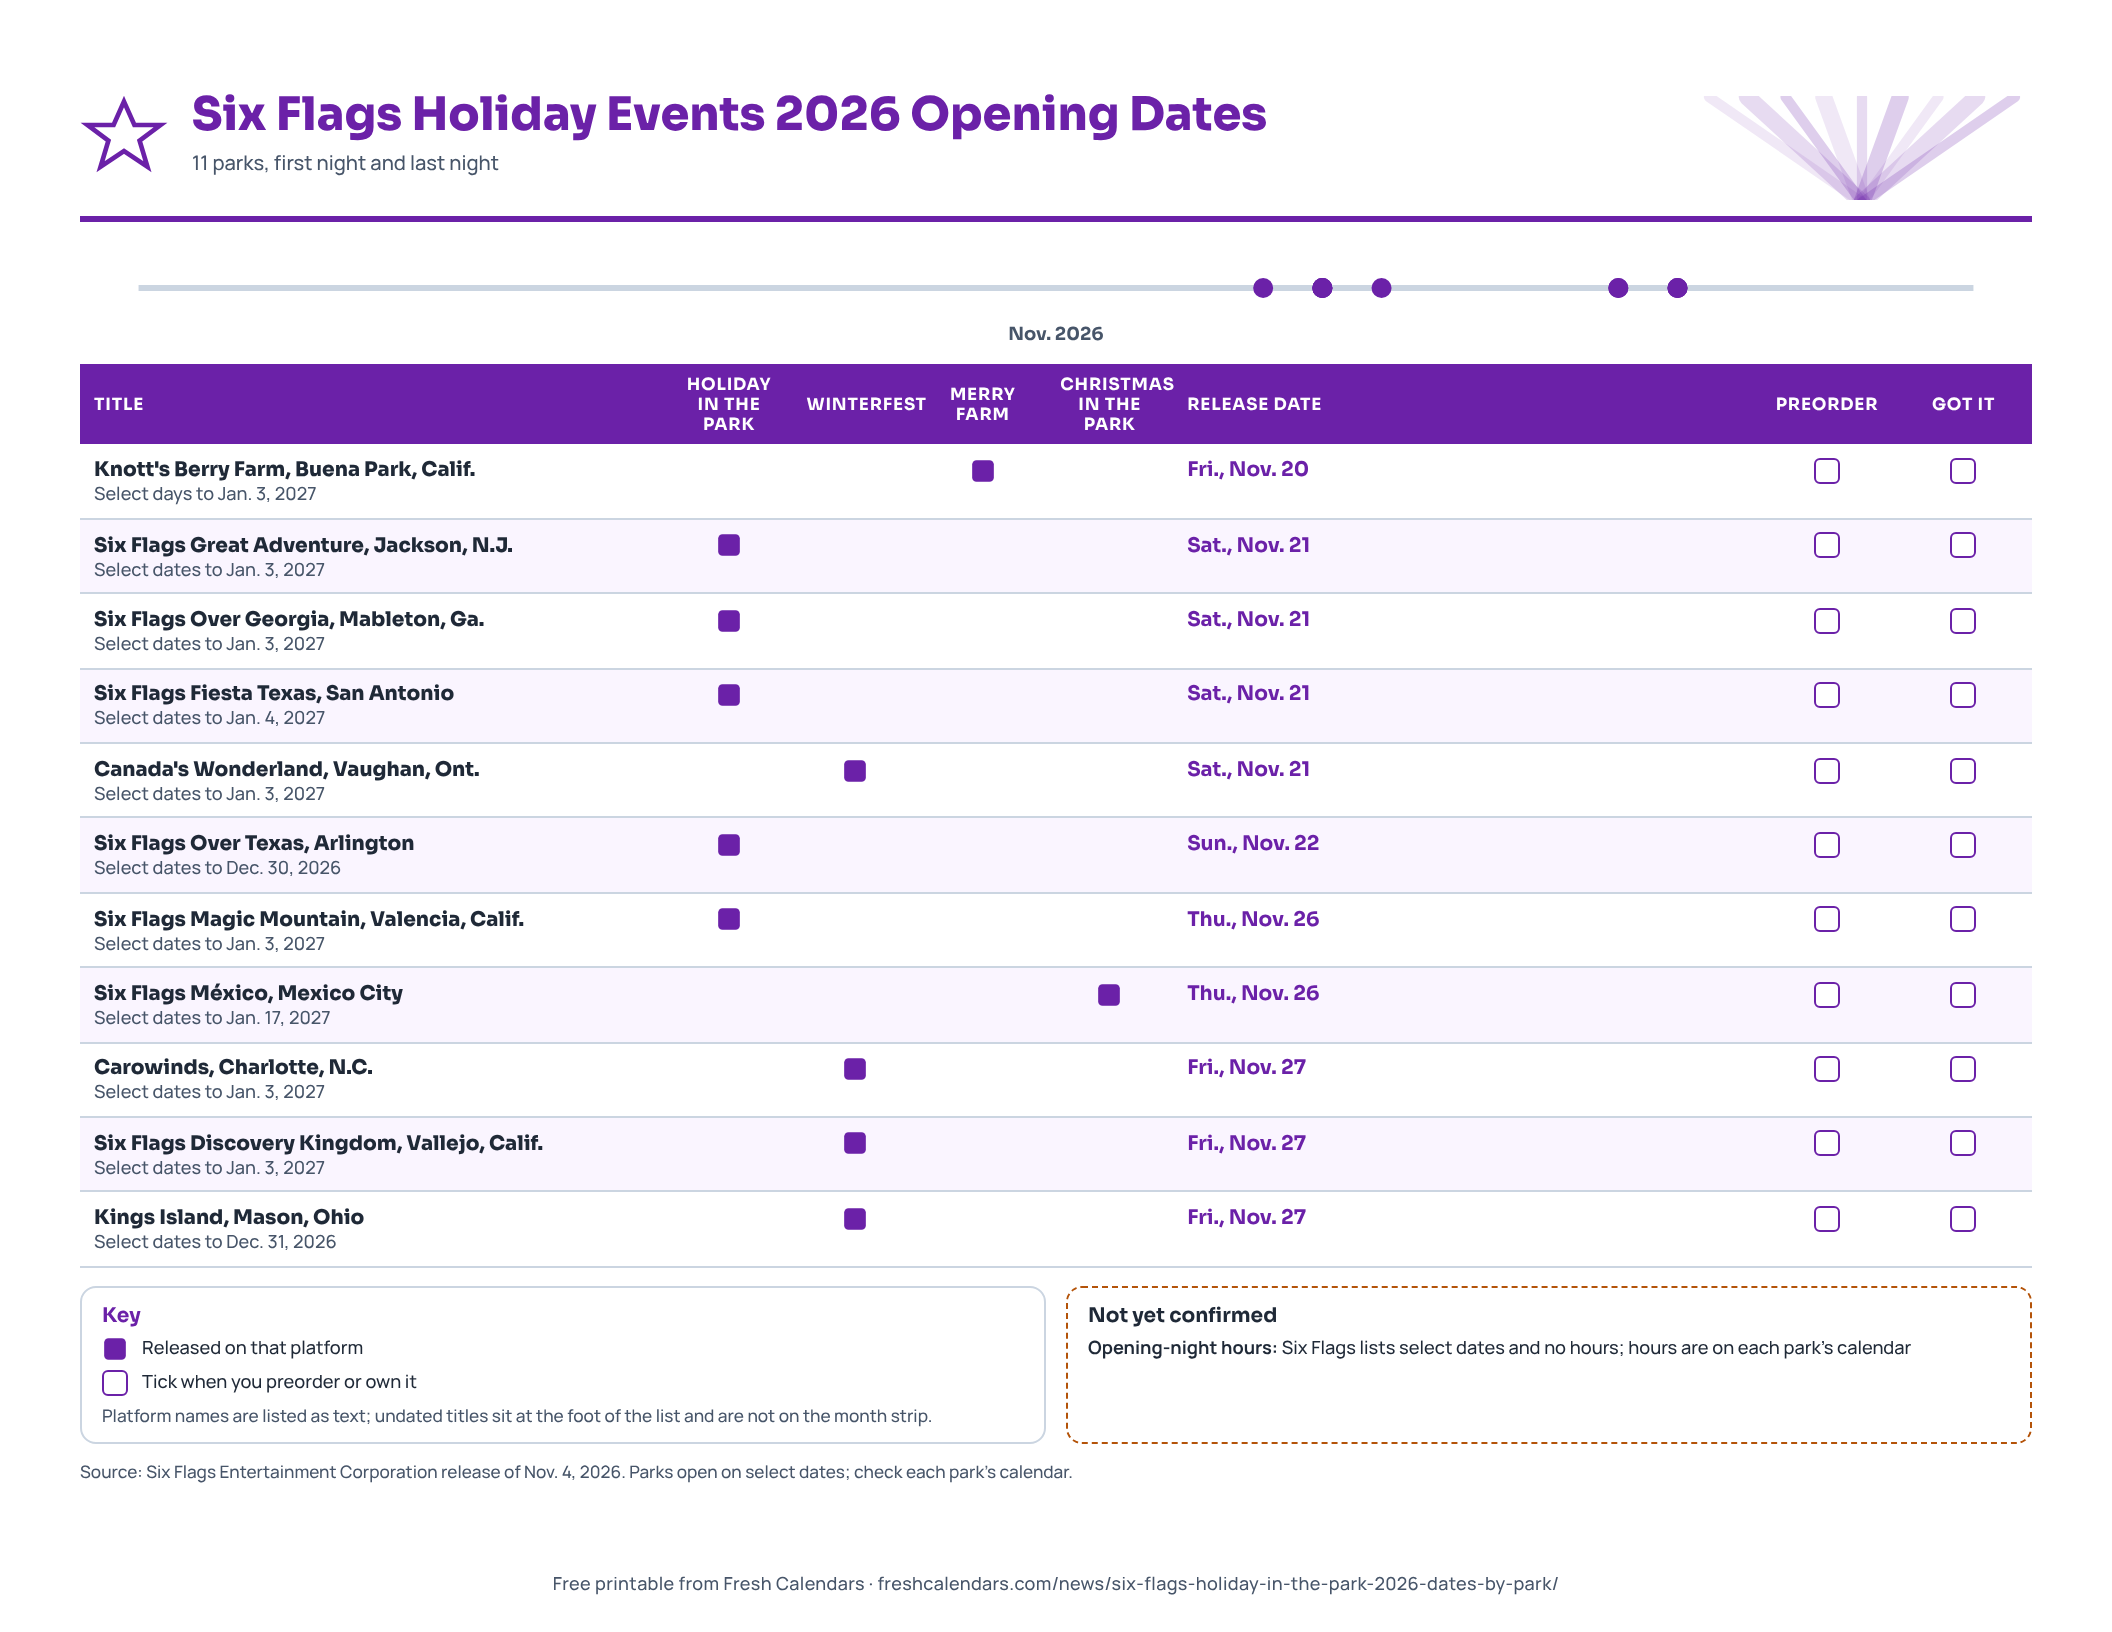 Six Flags Holiday Events 2026 Opening Dates
11 parks, first night and last night
Nov. 2026
TITLE HOLIDAY IN THE PARK WINTERFEST MERRY FARM CHRISTMAS IN THE PARK RELEASE DATE PREORDER GOT IT
Knott's Berry Farm, Buena Park, Calif. Fri., Nov. 20
Select days to Jan. 3, 2027
Six Flags Great Adventure, Jackson, N.J. Sat., Nov. 21
Select dates to Jan. 3, 2027
Six Flags Over Georgia, Mableton, Ga. Sat., Nov. 21
Select dates to Jan. 3, 2027
Six Flags Fiesta Texas, San Antonio Sat., Nov. 21
Select dates to Jan. 4, 2027
Canada's Wonderland, Vaughan, Ont. Sat., Nov. 21
Select dates to Jan. 3, 2027
Six Flags Over Texas, Arlington Sun., Nov. 22
Select dates to Dec. 30, 2026
Six Flags Magic Mountain, Valencia, Calif. Thu., Nov. 26
Select dates to Jan. 3, 2027
Six Flags México, Mexico City Thu., Nov. 26
Select dates to Jan. 17, 2027
Carowinds, Charlotte, N.C. Fri., Nov. 27
Select dates to Jan. 3, 2027
Six Flags Discovery Kingdom, Vallejo, Calif. Fri., Nov. 27
Select dates to Jan. 3, 2027
Kings Island, Mason, Ohio Fri., Nov. 27
Select dates to Dec. 31, 2026
Key
Released on that platform
Tick when you preorder or own it
Platform names are listed as text; undated titles sit at the foot of the list and are not on the month strip.
Not yet confirmed
Opening-night hours: Six Flags lists select dates and no hours; hours are on each park's calendar
Source: Six Flags Entertainment Corporation release of Nov. 4, 2026. Parks open on select dates; check each park's calendar.
Free printable from Fresh Calendars · freshcalendars.com/news/six-flags-holiday-in-the-park-2026-dates-by-park/